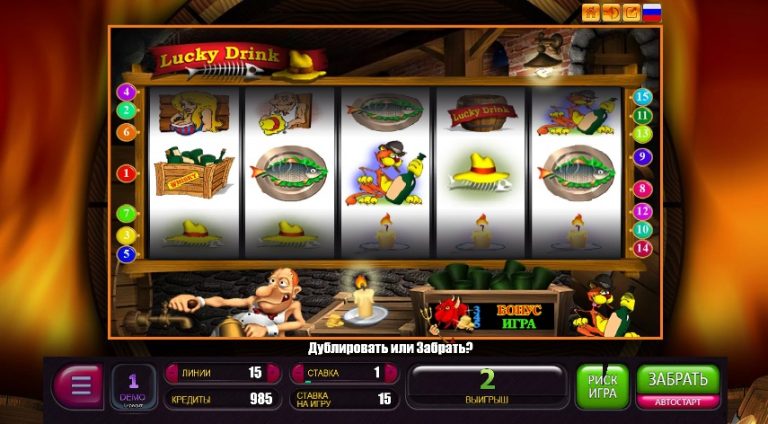 Lucky Drink
4
2
6
1
7
3
5
15
11
13
9
8
12
10
14
Lucky Drink
WHISKEY
БОНУС
ИГРА
Дублировать или Забрать?
1
DEMO
ЛИНИИ 15
КРЕДИТЫ 985
СТАВКА 1
СТАВКА
НА ИГРУ 15
2
ВЫИГРЫШ
РИСК
ИГРА
ЗАБРАТЬ
АВТОСТАРТ